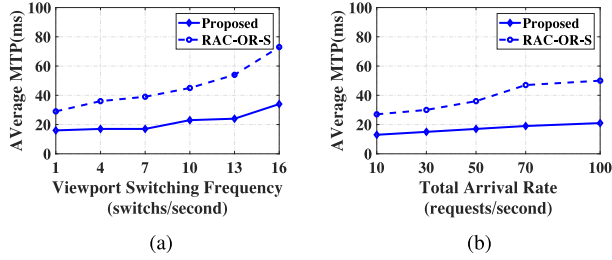 AVerage MTP(ms)
100
80
60
40
20
0
Proposed
RAC-OR-S
1 4 7 10 13 16
Viewport Switching Frequency
(switchs/second)
(a)
AVerage MTP(ms)
100
80
60
40
20
0
Proposed
RAC-OR-S
10 30 50 70 100
Total Arrival Rate
(requests/second)
(b)